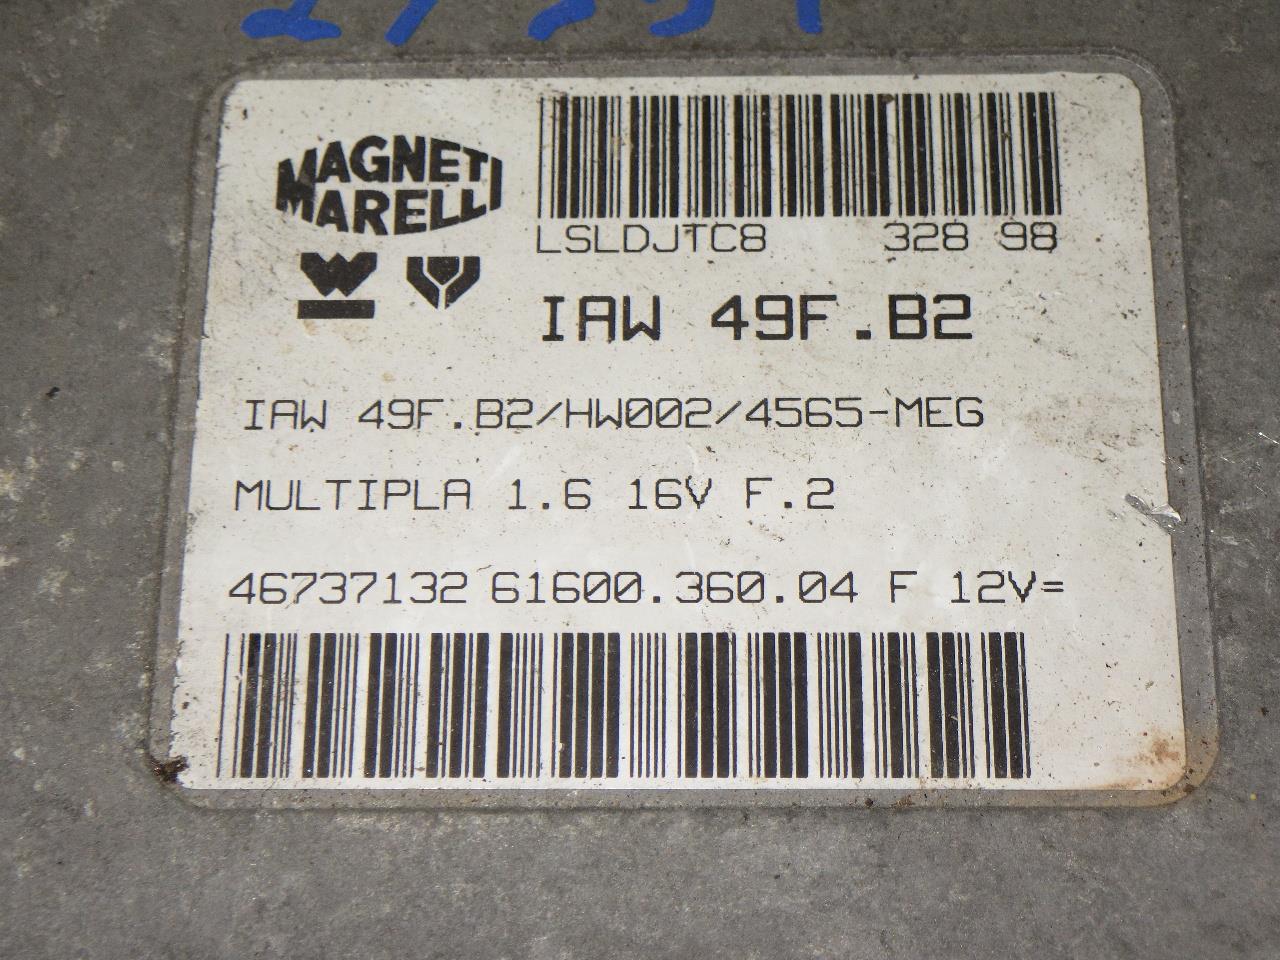 MAGNETI
MARELLI
LSLDJTC8 328 98
IAW 49F.B2
IAW 49F.B2/HW002/4565-MEG
MULTIPLA 1.6 16V F.2
46737132 61600.360.04 F 12V=